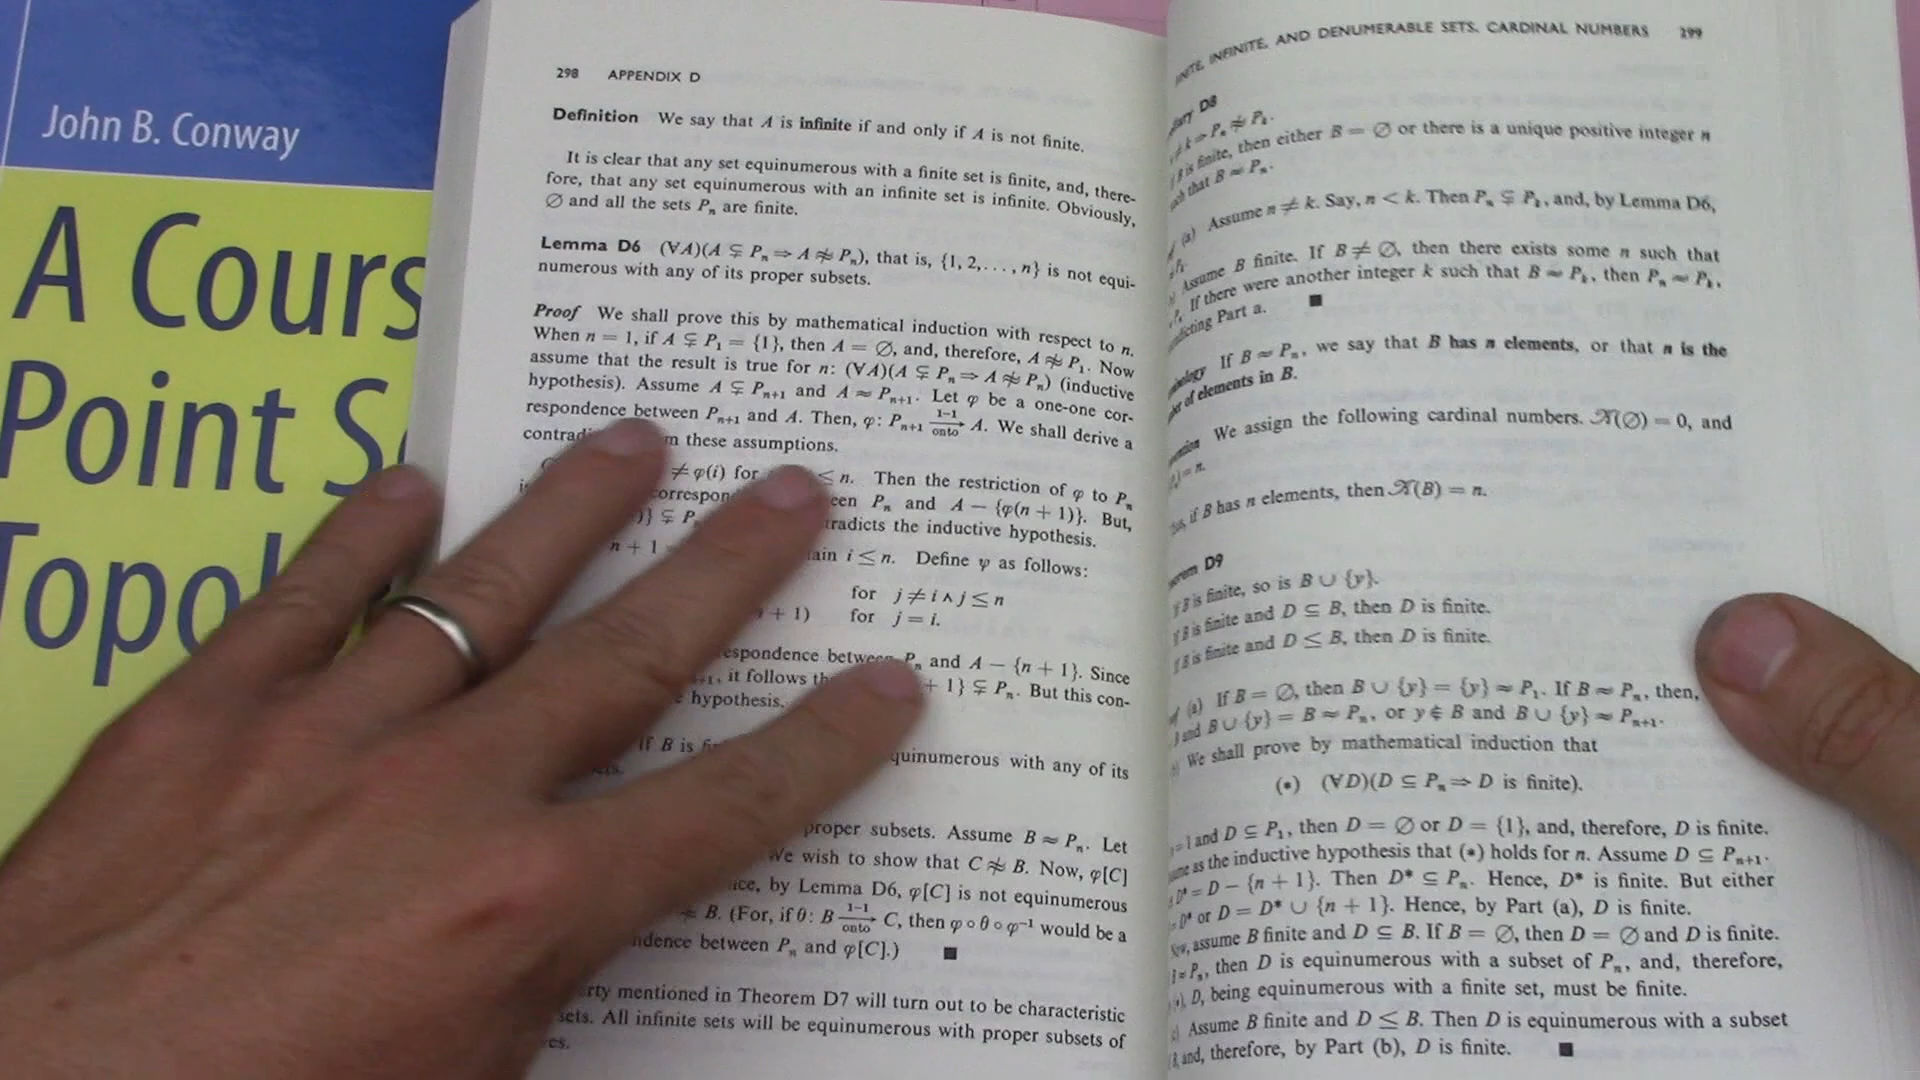 John B. Conway
A Cours
Point S
Topol
298 APPENDIX D
Definition We say that A is infinite if and only if A is not finite.
It is clear that any set equinumerous with a finite set is finite, and, there-
fore, that any set equinumerous with an infinite set is infinite. Obviously,
∅ and all the sets Pₙ are finite.
Lemma D6 (∀A)(A ⊊ Pₙ ⇒ A ≉ Pₙ), that is, {1, 2, . . . , n} is not equi-
numerous with any of its proper subsets.
Proof We shall prove this by mathematical induction with respect to n.
When n = 1, if A ⊊ P₁ = {1}, then A = ∅, and, therefore, A ≉ P₁. Now
assume that the result is true for n: (∀A)(A ⊊ Pₙ ⇒ A ≉ Pₙ) (inductive
hypothesis). Assume A ⊊ Pₙ₊₁ and A ≈ Pₙ₊₁. Let φ be a one-one cor-
respondence between Pₙ₊₁ and A. Then, φ: Pₙ₊₁ 1-1 onto → A. We shall derive a
contrad m these assumptions.
≠ φ(i) for ≤ n. Then the restriction of φ to Pₙ
correspon een Pₙ and A − {φ(n + 1)}. But,
)} ⊊ P tradicts the inductive hypothesis.
n + 1 ain i ≤ n. Define ψ as follows:
for j ≠ i ∧ j ≤ n
+ 1) for j = i.
espondence between Pₙ and A − {n + 1}. Since
, it follows th + 1} ⊊ Pₙ. But this con-
hypothesis.
If B is fi quinumerous with any of its
proper subsets. Assume B ≈ Pₙ. Let
We wish to show that C ≉ B. Now, φ[C]
nce, by Lemma D6, φ[C] is not equinumerous
≉ B. (For, if θ: B 1-1 onto → C, then φ ∘ θ ∘ φ⁻¹ would be a
ndence between Pₙ and φ[C].) ■
rty mentioned in Theorem D7 will turn out to be characteristic
sets. All infinite sets will be equinumerous with proper subsets of
es.
INITE, INFINITE, AND DENUMERABLE SETS. CARDINAL NUMBERS 299
ary D8
≠ k ⇒ Pₙ ≉ Pₖ.
is finite, then either B = ∅ or there is a unique positive integer n
ch that B ≈ Pₙ.
(a) Assume n ≠ k. Say, n < k. Then Pₙ ⊊ Pₖ, and, by Lemma D6,
Pₖ.
Assume B finite. If B ≠ ∅, then there exists some n such that
If there were another integer k such that B ≈ Pₖ, then Pₙ ≈ Pₖ,
dicting Part a. ■
ology If B ≈ Pₙ, we say that B has n elements, or that n is the
er of elements in B.
We assign the following cardinal numbers. 𝒩(∅) = 0, and
) = n.
if B has n elements, then 𝒩(B) = n.
orem D9
If B is finite, so is B ∪ {y}.
If B is finite and D ⊆ B, then D is finite.
If B is finite and D ≤ B, then D is finite.
(a) If B = ∅, then B ∪ {y} = {y} ≈ P₁. If B ≈ Pₙ, then,
B and B ∪ {y} = B ≈ Pₙ, or y ∉ B and B ∪ {y} ≈ Pₙ₊₁.
We shall prove by mathematical induction that
(•) (∀D)(D ⊆ Pₙ ⇒ D is finite).
= 1 and D ⊆ P₁, then D = ∅ or D = {1}, and, therefore, D is finite.
me as the inductive hypothesis that (•) holds for n. Assume D ⊆ Pₙ₊₁.
D* = D − {n + 1}. Then D* ⊆ Pₙ. Hence, D* is finite. But either
= D* or D = D* ∪ {n + 1}. Hence, by Part (a), D is finite.
Now, assume B finite and D ⊆ B. If B = ∅, then D = ∅ and D is finite.
≈ Pₙ, then D is equinumerous with a subset of Pₙ, and, therefore,
D, being equinumerous with a finite set, must be finite.
Assume B finite and D ≤ B. Then D is equinumerous with a subset
B, and, therefore, by Part (b), D is finite. ■